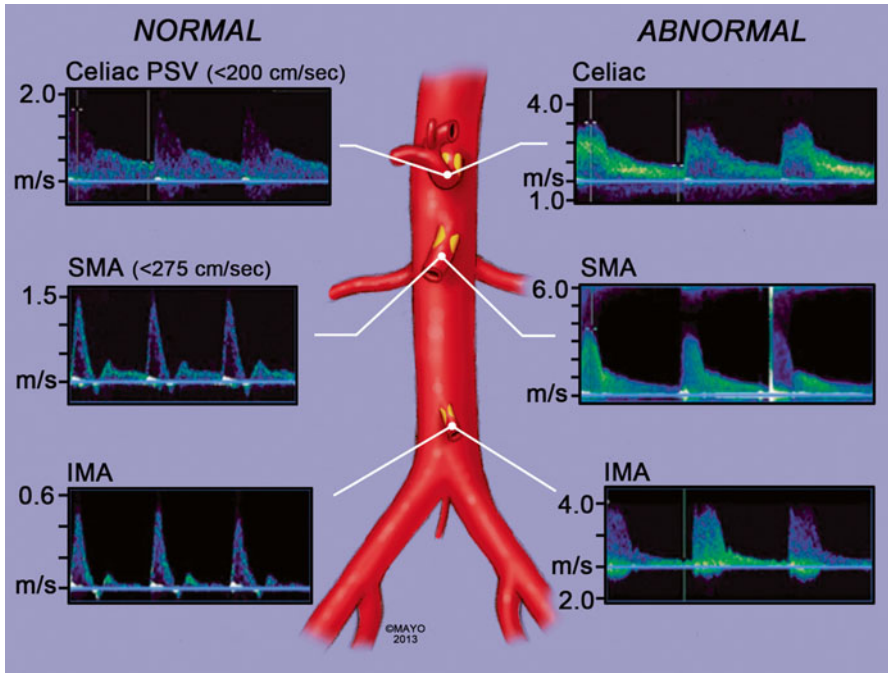 NORMAL
Celiac PSV (<200 cm/sec)
2.0
m/s
SMA (<275 cm/sec)
1.5
m/s
IMA
0.6
m/s
ABNORMAL
Celiac
4.0
m/s
1.0
SMA
6.0
m/s
IMA
4.0
m/s
2.0
©MAYO
2013